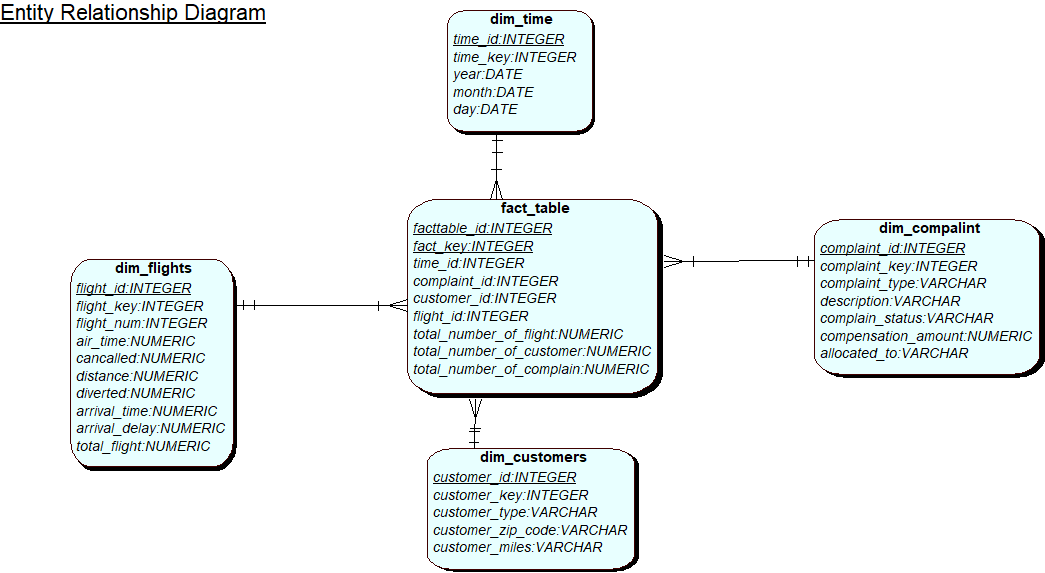 Entity Relationship Diagram
dim_time
time_id:INTEGER
time_key:INTEGER
year:DATE
month:DATE
day:DATE
fact_table
facttable_id:INTEGER
fact_key:INTEGER
time_id:INTEGER
complaint_id:INTEGER
customer_id:INTEGER
flight_id:INTEGER
total_number_of_flight:NUMERIC
total_number_of_customer:NUMERIC
total_number_of_complain:NUMERIC
dim_compalint
complaint_id:INTEGER
complaint_key:INTEGER
complaint_type:VARCHAR
description:VARCHAR
complain_status:VARCHAR
compensation_amount:NUMERIC
allocated_to:VARCHAR
dim_flights
flight_id:INTEGER
flight_key:INTEGER
flight_num:INTEGER
air_time:NUMERIC
cancalled:NUMERIC
distance:NUMERIC
diverted:NUMERIC
arrival_time:NUMERIC
arrival_delay:NUMERIC
total_flight:NUMERIC
dim_customers
customer_id:INTEGER
customer_key:INTEGER
customer_type:VARCHAR
customer_zip_code:VARCHAR
customer_miles:VARCHAR